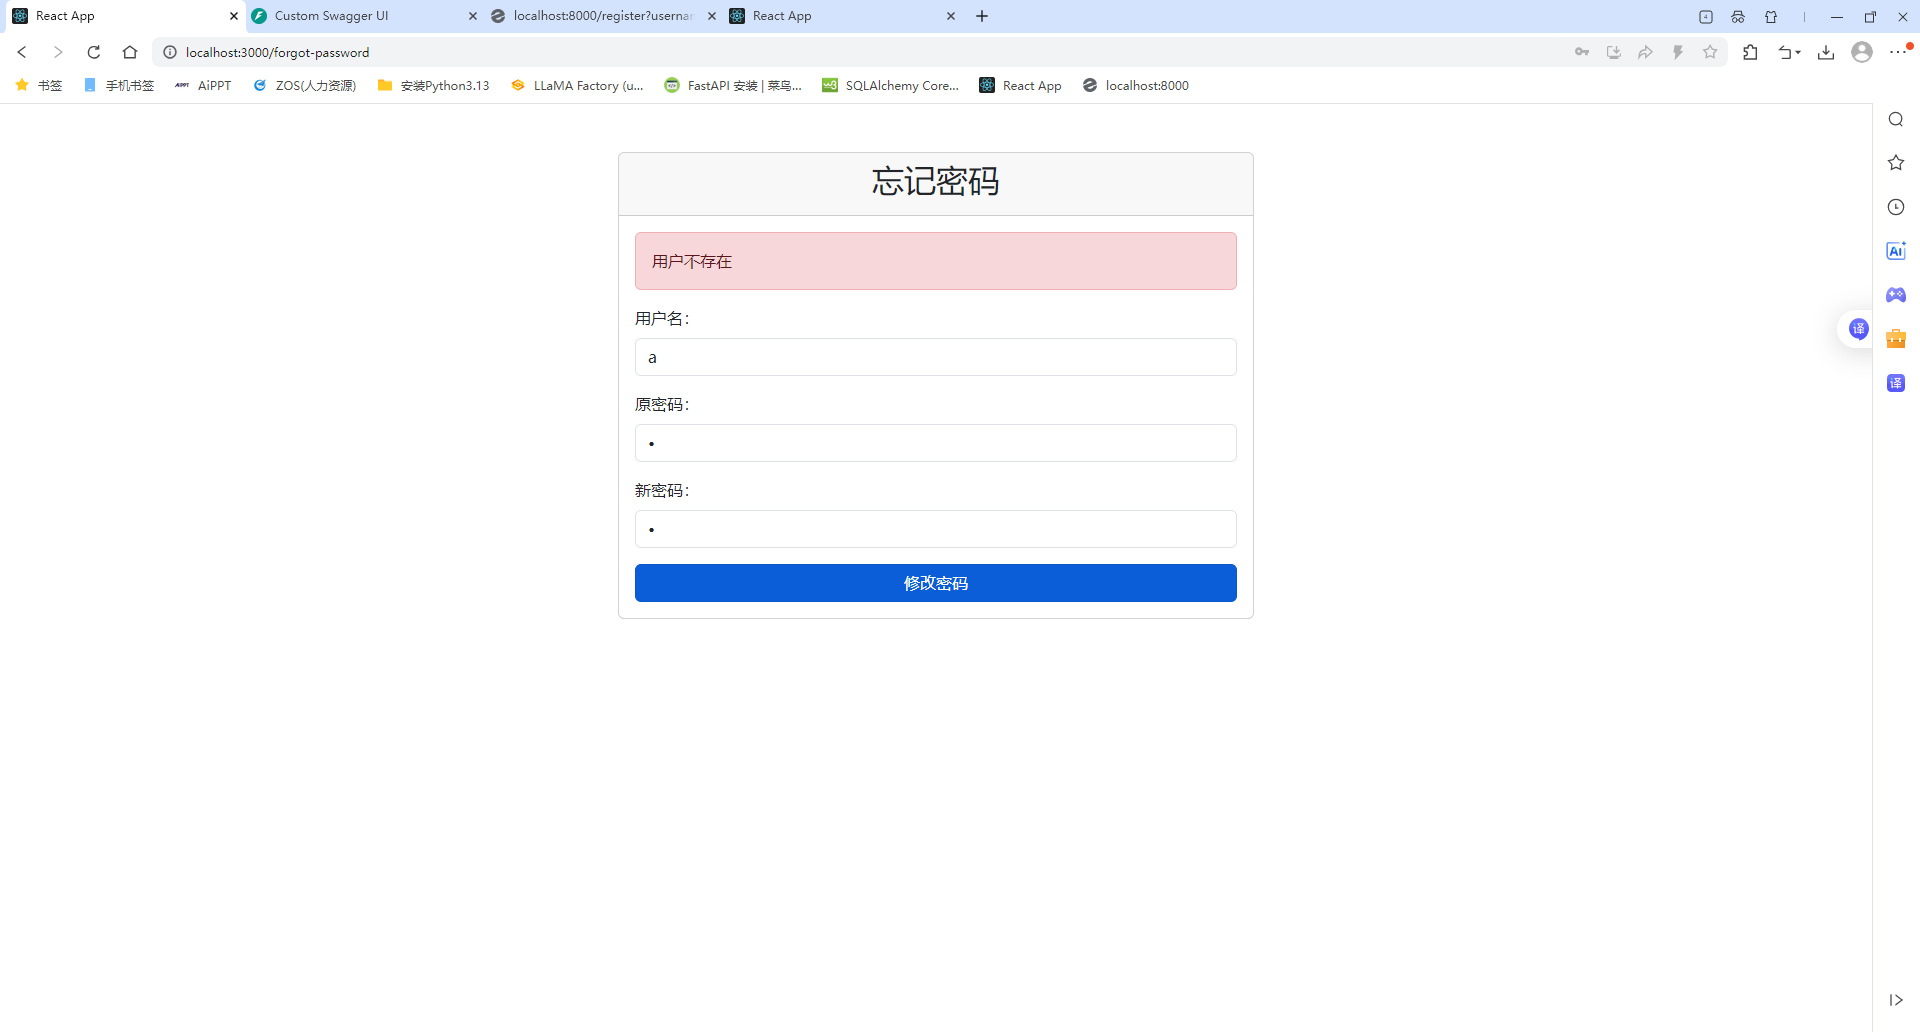 React App
Custom Swagger UI
localhost:8000/register?userna
React App
localhost:3000/forgot-password
书签
手机书签
AiPPT
ZOS(人力资源)
安装Python3.13
LLaMA Factory (u...
FastAPI 安装 | 菜鸟...
SQLAlchemy Core...
React App
localhost:8000
忘记密码
用户不存在
用户名：
a
原密码：
•
新密码：
•
修改密码
AI
译
译